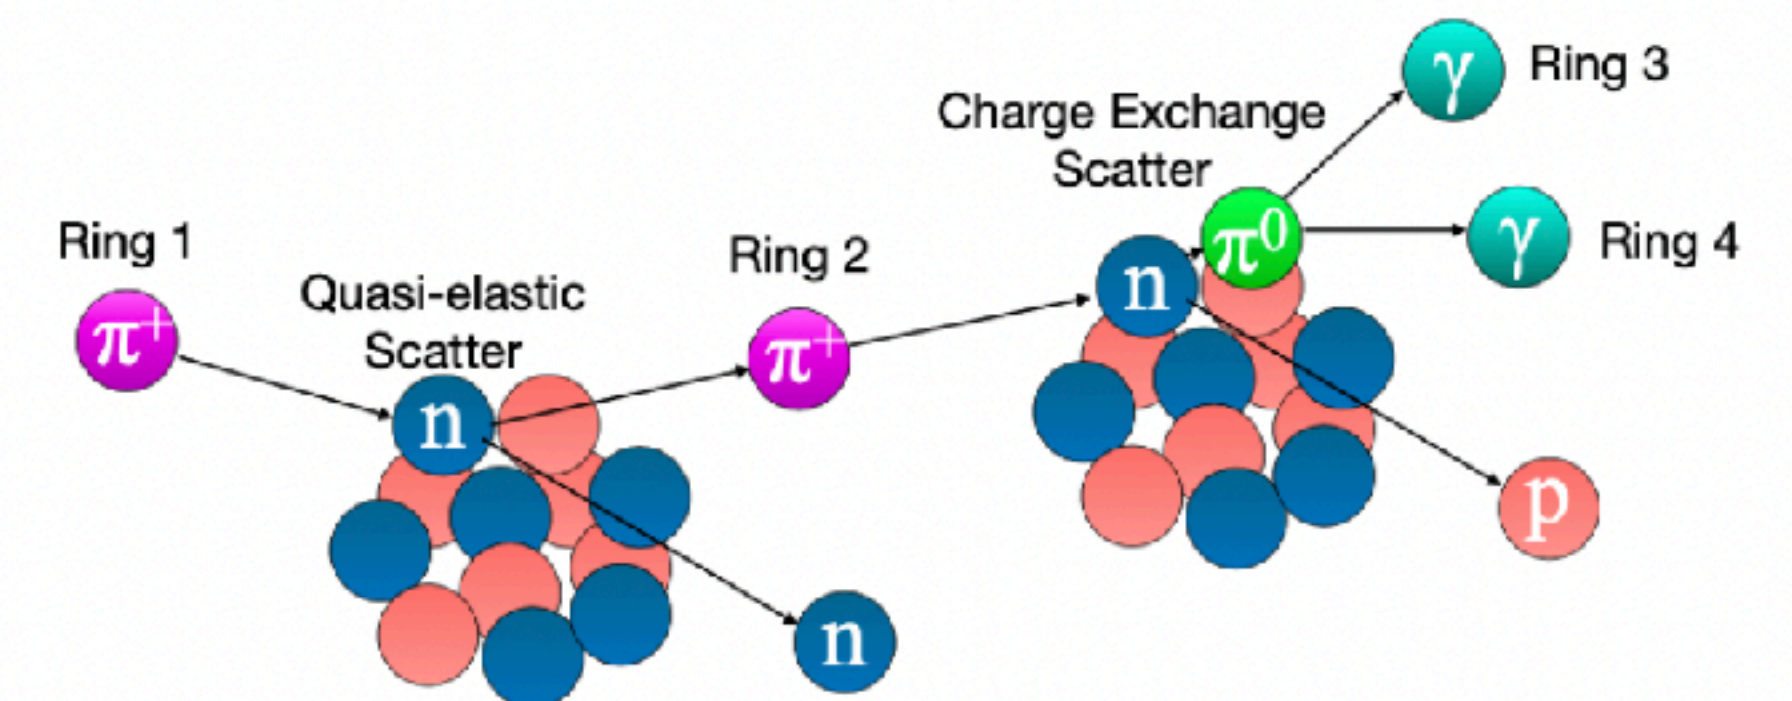 Ring 1
π⁺
Quasi-elastic
Scatter
n
n
Ring 2
π⁺
Charge Exchange
Scatter
n
π⁰
γ
Ring 3
γ
Ring 4
p